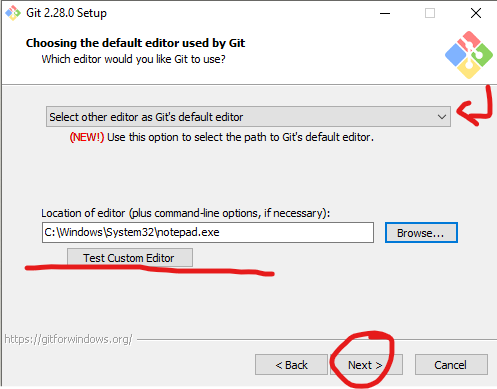 Git 2.28.0 Setup
Choosing the default editor used by Git
Which editor would you like Git to use?
Select other editor as Git's default editor
(NEW!) Use this option to select the path to Git's default editor.
Location of editor (plus command-line options, if necessary):
C:\Windows\System32\notepad.exe
Browse...
Test Custom Editor
https://gitforwindows.org/
< Back
Next >
Cancel